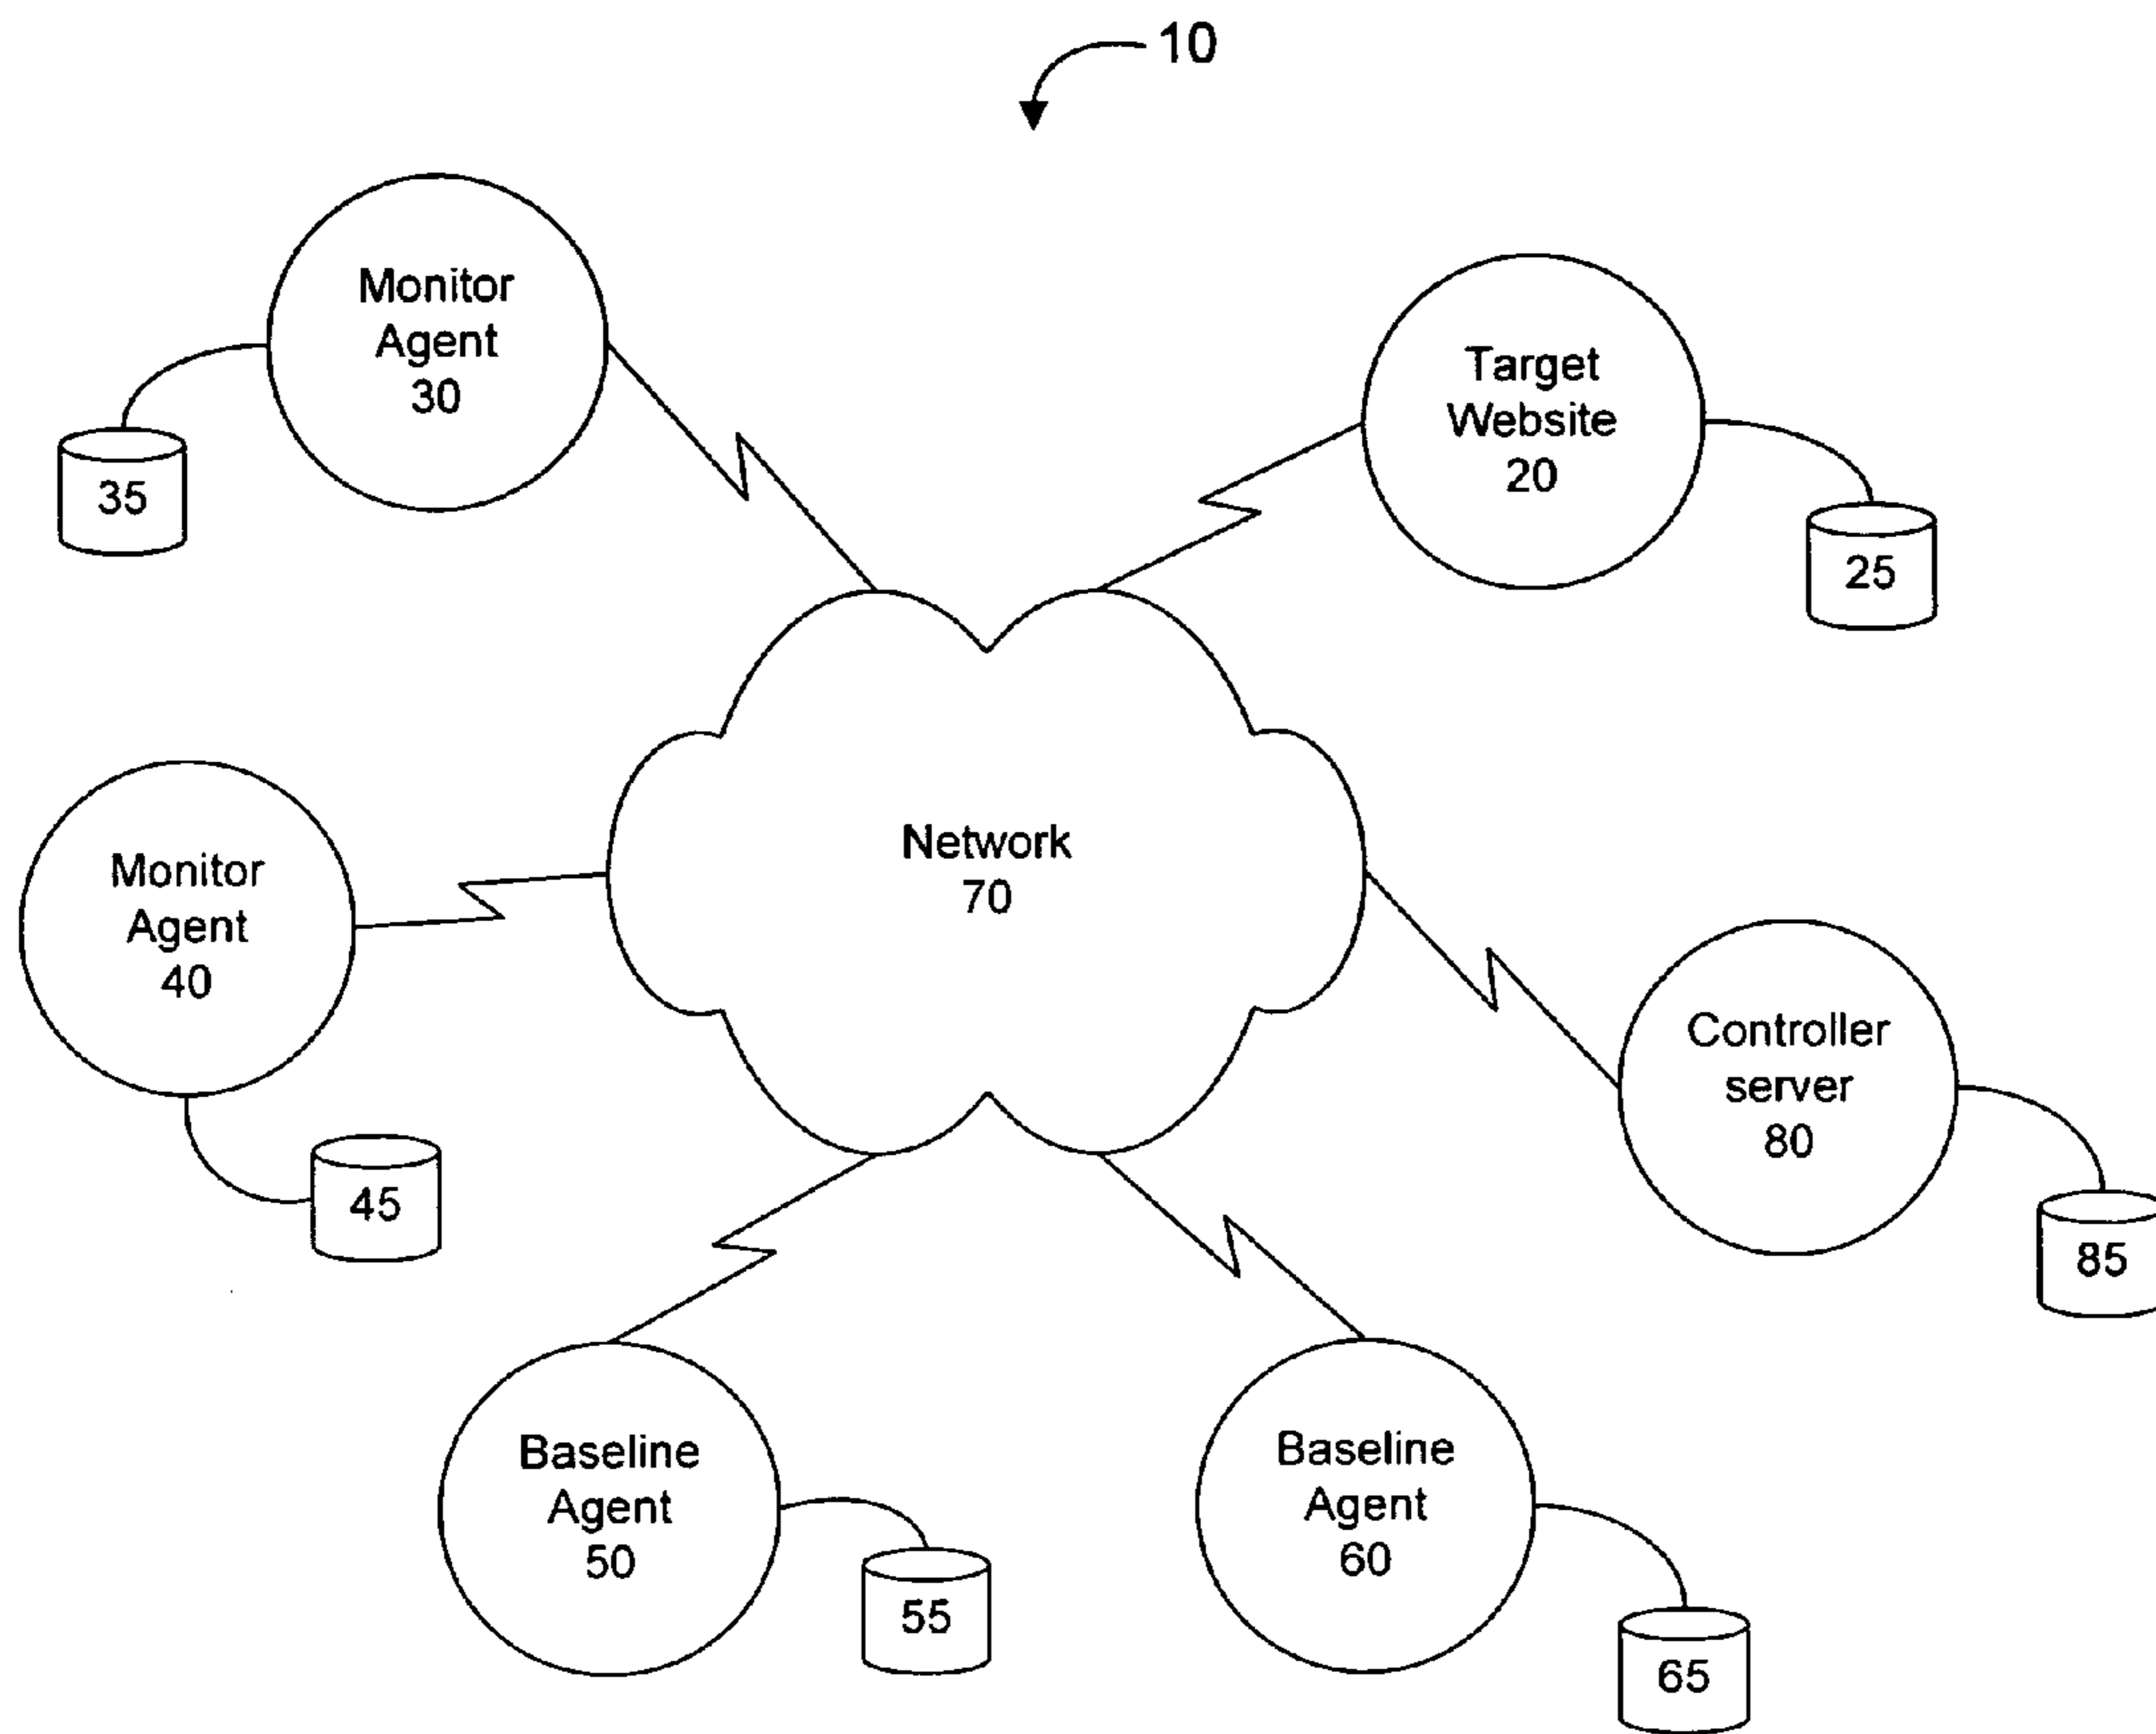 10
Monitor
Agent
30
35
Target
Website
20
25
Network
70
Monitor
Agent
40
45
Controller
server
80
85
Baseline
Agent
50
55
Baseline
Agent
60
65